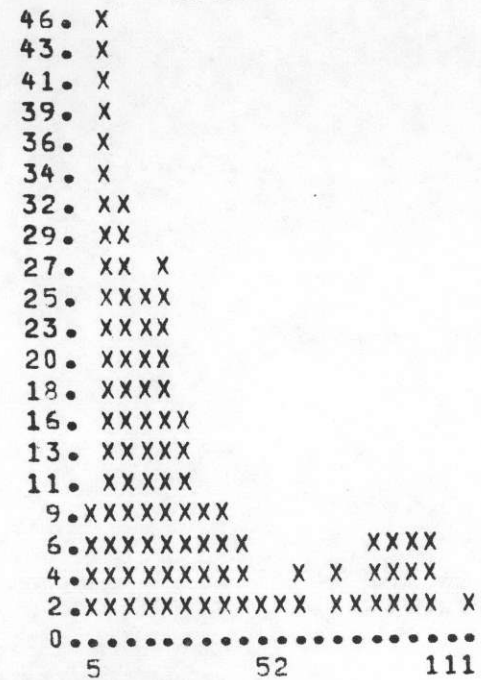 46. X
43. X
41. X
39. X
36. X
34. X
32. XX
29. XX
27. XX X
25. XXXX
23. XXXX
20. XXXX
18. XXXX
16. XXXXX
13. XXXXX
11. XXXXX
9.XXXXXXXX
6.XXXXXXXXX XXXX
4.XXXXXXXXX X X XXXX
2.XXXXXXXXXXXX XXXXXX X
0......................
5 52 111